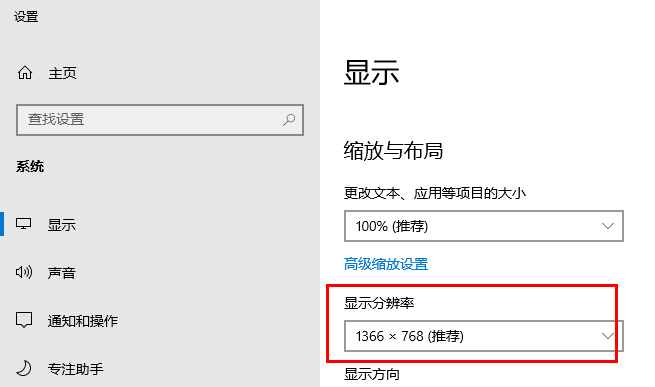 设置
主页
查找设置
系统
显示
声音
通知和操作
专注助手
显示
缩放与布局
更改文本、应用等项目的大小
100% (推荐)
高级缩放设置
显示分辨率
1366 × 768 (推荐)
显示方向